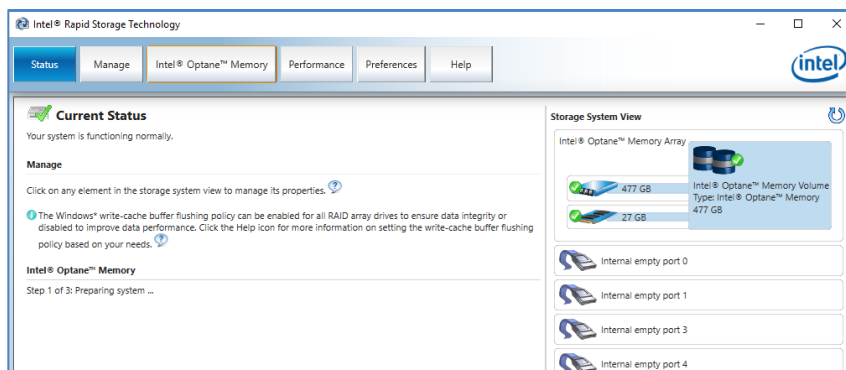 Intel® Rapid Storage Technology
Status
Manage
Intel® Optane™ Memory
Performance
Preferences
Help
intel
Current Status
Your system is functioning normally.
Manage
Click on any element in the storage system view to manage its properties.
The Windows* write-cache buffer flushing policy can be enabled for all RAID array drives to ensure data integrity or
disabled to improve data performance. Click the Help icon for more information on setting the write-cache buffer flushing
policy based on your needs.
Intel® Optane™ Memory
Step 1 of 3: Preparing system ...
Storage System View
Intel® Optane™ Memory Array
477 GB
27 GB
Intel® Optane™ Memory Volume
Type: Intel® Optane™ Memory
477 GB
Internal empty port 0
Internal empty port 1
Internal empty port 3
Internal empty port 4